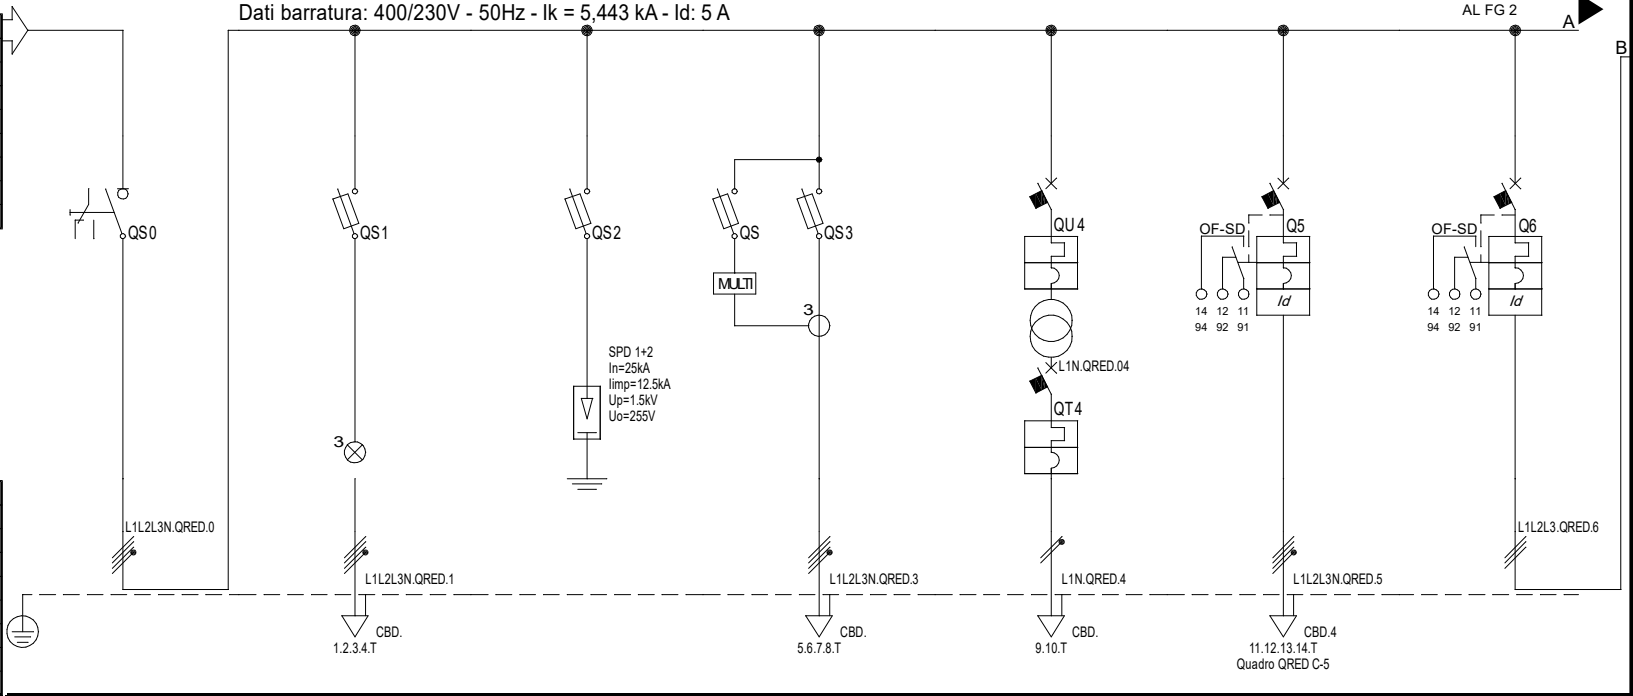 Dati barratura: 400/230V - 50Hz - Ik = 5,443 kA - Id: 5 A
AL FG 2
A
B
QS0
QS1
QS2
QS
QS3
QU4
OF-SD
Q5
OF-SD
Q6
MULTI
Id
Id
14 12 11
94 92 91
14 12 11
94 92 91
3
SPD 1+2
In=25kA
Iimp=12.5kA
Up=1.5kV
Uo=255V
L1N.QRED.04
QT4
3
L1L2L3N.QRED.0
L1L2L3.QRED.6
L1L2L3N.QRED.1
L1L2L3N.QRED.3
L1N.QRED.4
L1L2L3N.QRED.5
CBD.
1.2.3.4.T
CBD.
5.6.7.8.T
CBD.
9.10.T
CBD.4
11.12.13.14.T
Quadro QRED C-5